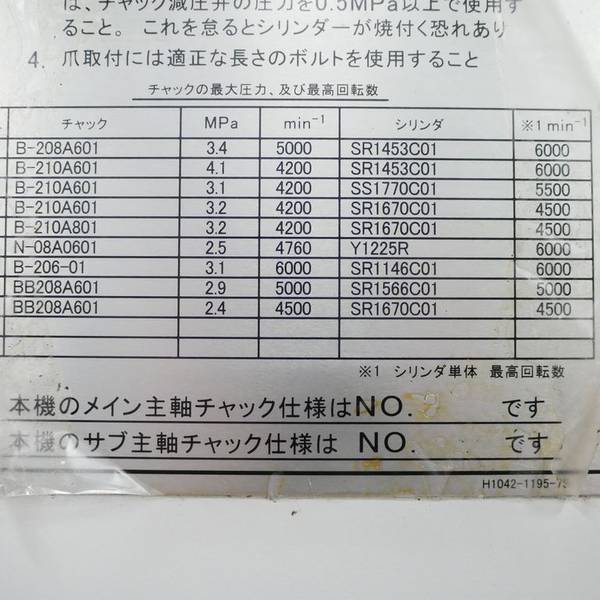 は、チャック減圧弁の圧力を0.5MPa以上で使用す
ること。これを怠るとシリンダーが焼付く恐れあり
4. 爪取付には適正な長さのボルトを使用すること
チャックの最大圧力、及び最高回転数
チャック MPa min⁻¹ シリンダ ※1 min⁻¹
B-208A601 3.4 5000 SR1453C01 6000
B-210A601 4.1 4200 SR1453C01 6000
B-210A601 3.1 4200 SS1770C01 5500
B-210A601 3.2 4200 SR1670C01 4500
B-210A801 3.2 4200 SR1670C01 4500
N-08A0601 2.5 4760 Y1225R 6000
B-206-01 3.1 6000 SR1146C01 6000
BB208A601 2.9 5000 SR1566C01 5000
BB208A601 2.4 4500 SR1670C01 4500
※1 シリンダ単体 最高回転数
本機のメイン主軸チャック仕様はNO. です
本機のサブ主軸チャック仕様は NO. です
H1042-1195-7